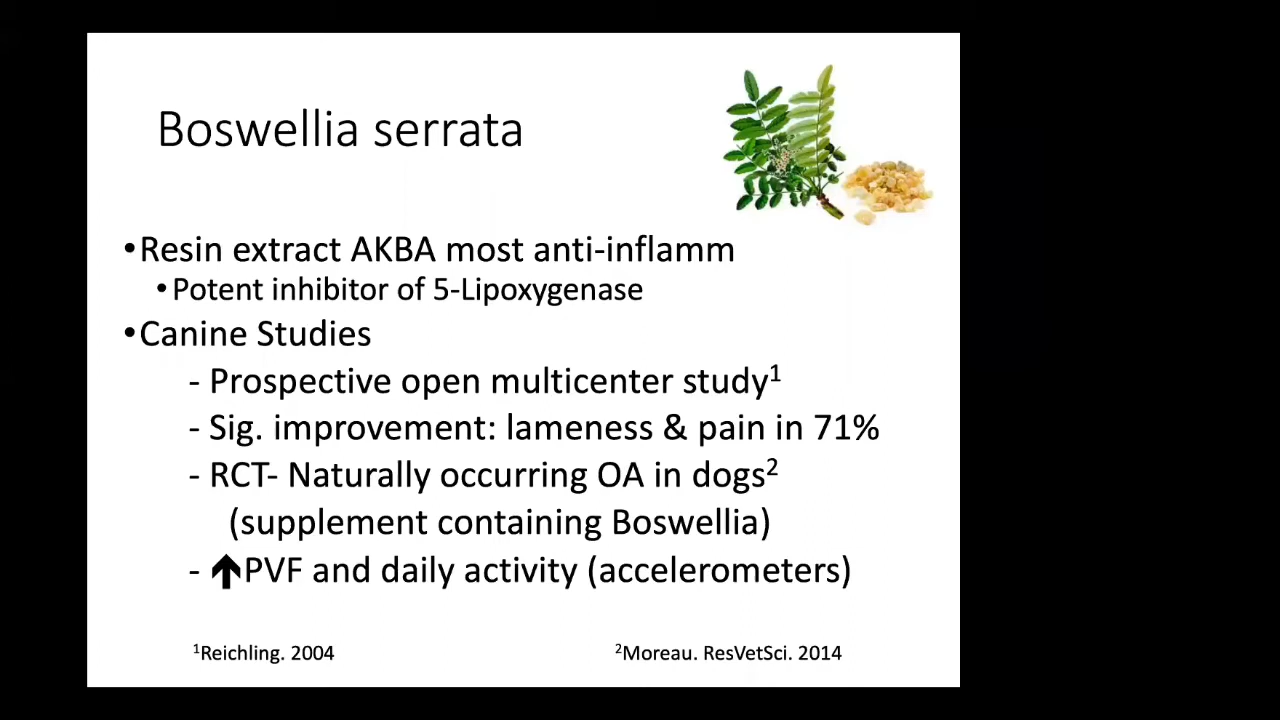 Boswellia serrata
•Resin extract AKBA most anti-inflamm
•Potent inhibitor of 5-Lipoxygenase
•Canine Studies
- Prospective open multicenter study¹
- Sig. improvement: lameness & pain in 71%
- RCT- Naturally occurring OA in dogs²
(supplement containing Boswellia)
- ⬆PVF and daily activity (accelerometers)
¹Reichling. 2004
²Moreau. ResVetSci. 2014